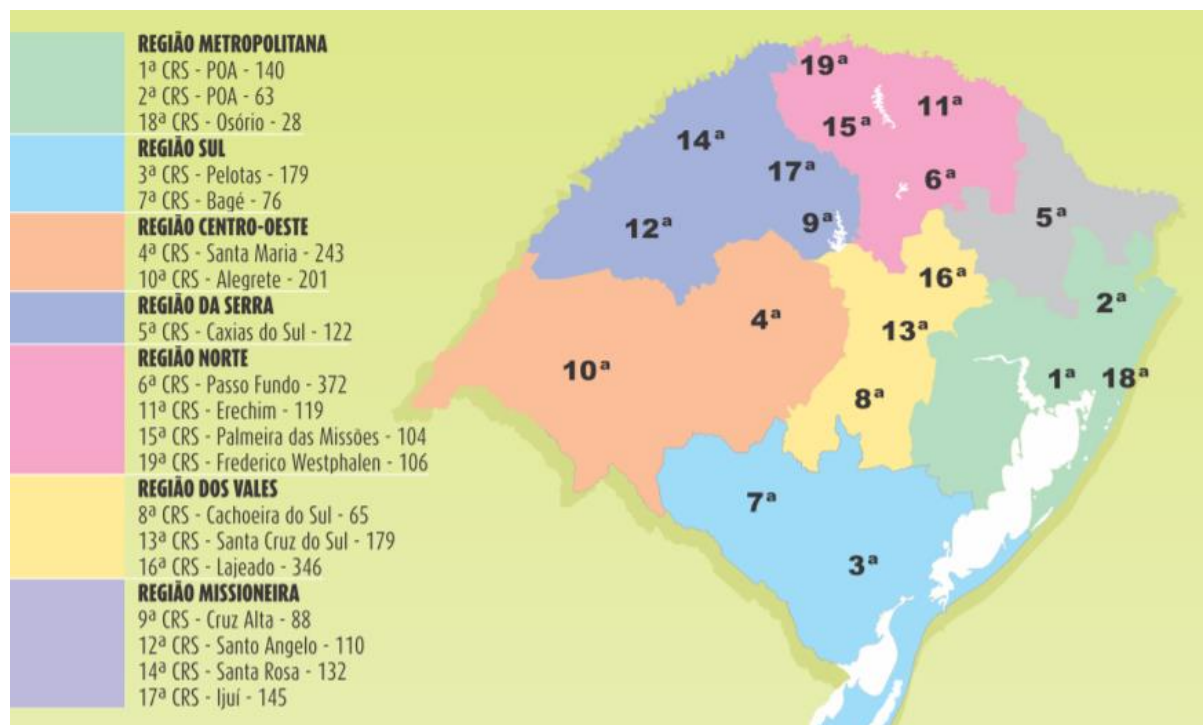 REGIÃO METROPOLITANA
1ª CRS - POA - 140
2ª CRS - POA - 63
18ª CRS - Osório - 28
REGIÃO SUL
3ª CRS - Pelotas - 179
7ª CRS - Bagé - 76
REGIÃO CENTRO-OESTE
4ª CRS - Santa Maria - 243
10ª CRS - Alegrete - 201
REGIÃO DA SERRA
5ª CRS - Caxias do Sul - 122
REGIÃO NORTE
6ª CRS - Passo Fundo - 372
11ª CRS - Erechim - 119
15ª CRS - Palmeira das Missões - 104
19ª CRS - Frederico Westphalen - 106
REGIÃO DOS VALES
8ª CRS - Cachoeira do Sul - 65
13ª CRS - Santa Cruz do Sul - 179
16ª CRS - Lajeado - 346
REGIÃO MISSIONEIRA
9ª CRS - Cruz Alta - 88
12ª CRS - Santo Angelo - 110
14ª CRS - Santa Rosa - 132
17ª CRS - Ijuí - 145
19ª
11ª
15ª
14ª
17ª
6ª
5ª
12ª
9ª
16ª
2ª
4ª
13ª
10ª
1ª
18ª
8ª
7ª
3ª